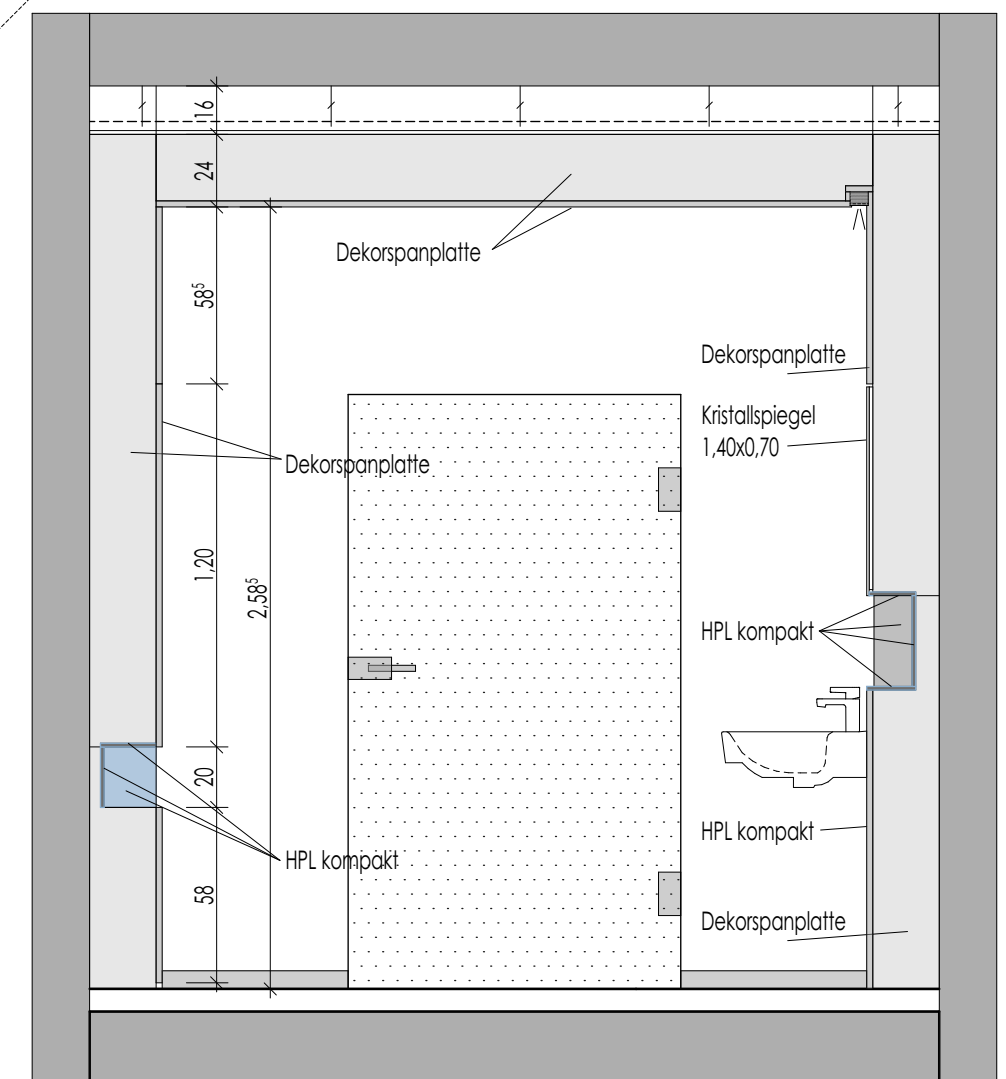 16
24
Dekorspanplatte
58⁵
Dekorspanplatte
Kristallspiegel
1,40x0,70
Dekorspanplatte
1,20
2,58⁵
HPL kompakt
20
HPL kompakt
HPL kompakt
58
Dekorspanplatte